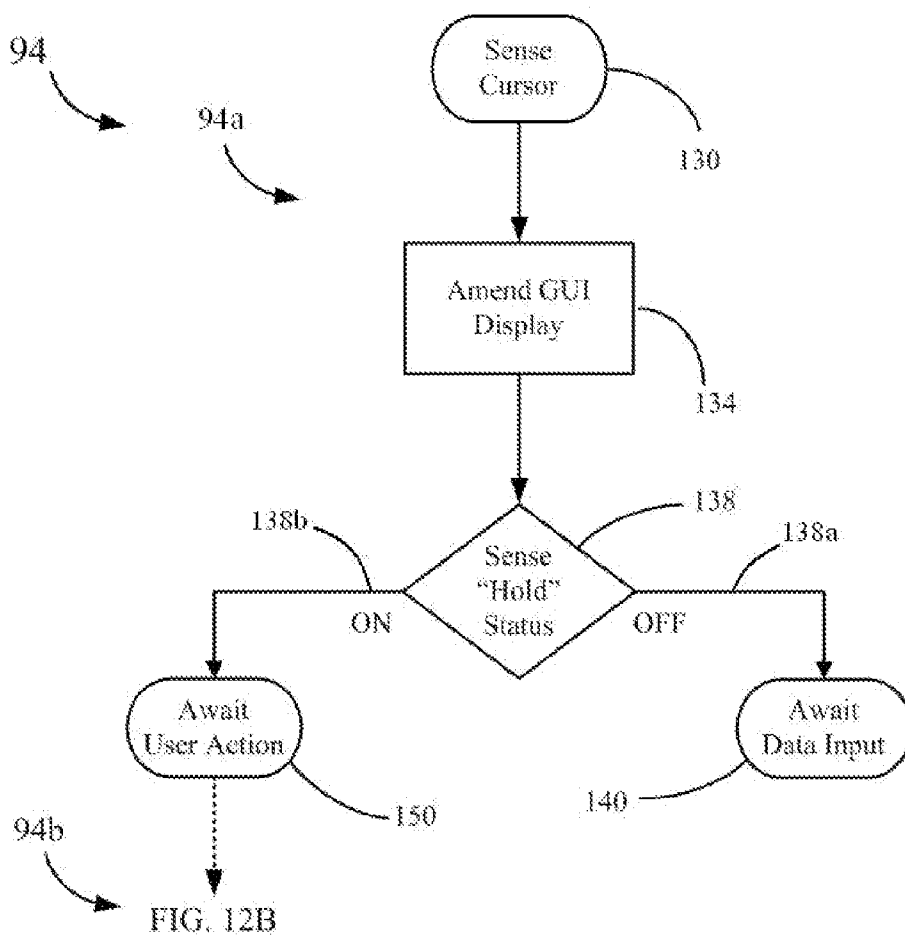 94
94a
Sense
Cursor
130
Amend GUI
Display
134
138b
138
138a
Sense
“Hold”
Status
ON
OFF
Await
User Action
Await
Data Input
150
140
94b
FIG. 12B